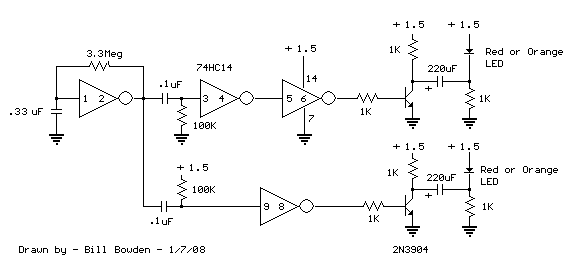 + 1.5
+ 1.5
3.3Meg
+ 1.5
1K
Red or Orange
LED
74HC14
220uF
.1uF
14
+
1 2
3 4
5 6
1K
.33 uF
1K
7
100K
+ 1.5
+ 1.5
+ 1.5
1K
Red or Orange
LED
220uF
100K
+
9 8
1K
.1uF
1K
Drawn by - Bill Bowden - 1/7/08
2N3904